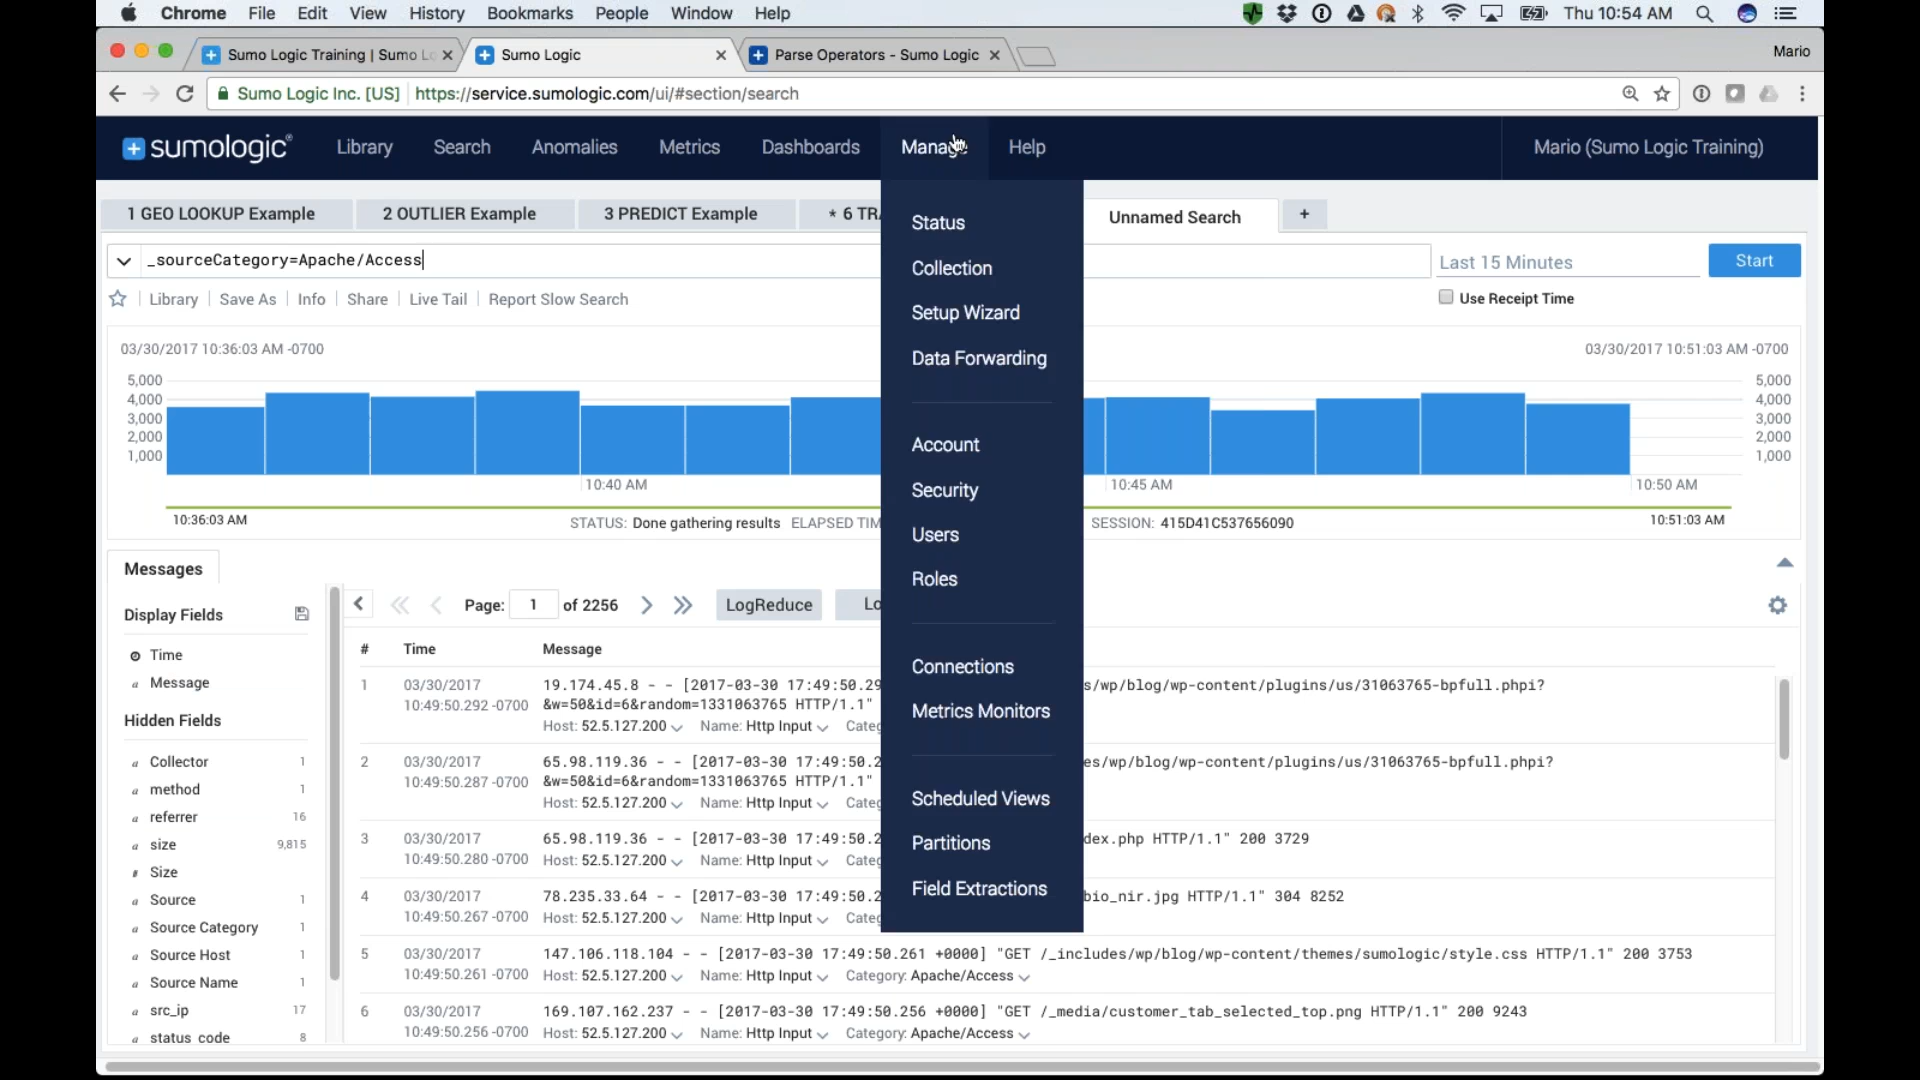 Chrome File Edit View History Bookmarks People Window Help Thu 10:54 AM
Sumo Logic Training | Sumo Lo Sumo Logic Parse Operators - Sumo Logic Mario
Sumo Logic Inc. [US] https://service.sumologic.com/ui/#section/search
sumologic Library Search Anomalies Metrics Dashboards Manage Help Mario (Sumo Logic Training)
1 GEO LOOKUP Example 2 OUTLIER Example 3 PREDICT Example * 6 TRA Unnamed Search +
_sourceCategory=Apache/Access Last 15 Minutes Start
Library Save As Info Share Live Tail Report Slow Search Use Receipt Time
Status
Collection
Setup Wizard
Data Forwarding
Account
Security
Users
Roles
Connections
Metrics Monitors
Scheduled Views
Partitions
Field Extractions
03/30/2017 10:36:03 AM -0700 03/30/2017 10:51:03 AM -0700
5,000 5,000
4,000 4,000
3,000 3,000
2,000 2,000
1,000 1,000
10:40 AM 10:45 AM 10:50 AM
10:36:03 AM STATUS: Done gathering results ELAPSED TIM SESSION: 415D41C537656090 10:51:03 AM
Messages
Display Fields
Time
Message
Hidden Fields
Collector 1
method 1
referrer 16
size 9,815
Size
Source 1
Source Category 1
Source Host 1
Source Name 1
src_ip 17
status_code 8
Page: 1 of 2256 LogReduce Lo
# Time Message
1 03/30/2017 19.174.45.8 - - [2017-03-30 17:49:50.29 s/wp/blog/wp-content/plugins/us/31063765-bpfull.phpi?
10:49:50.292 -0700 &w=50&id=6&random=1331063765 HTTP/1.1"
Host: 52.5.127.200 Name: Http Input Categ
2 03/30/2017 65.98.119.36 - - [2017-03-30 17:49:50.2 es/wp/blog/wp-content/plugins/us/31063765-bpfull.phpi?
10:49:50.287 -0700 &w=50&id=6&random=1331063765 HTTP/1.1"
Host: 52.5.127.200 Name: Http Input Categ
3 03/30/2017 65.98.119.36 - - [2017-03-30 17:49:50.2 dex.php HTTP/1.1" 200 3729
10:49:50.280 -0700 Host: 52.5.127.200 Name: Http Input Categ
4 03/30/2017 78.235.33.64 - - [2017-03-30 17:49:50.2 bio_nir.jpg HTTP/1.1" 304 8252
10:49:50.267 -0700 Host: 52.5.127.200 Name: Http Input Categ
5 03/30/2017 147.106.118.104 - - [2017-03-30 17:49:50.261 +0000] "GET /_includes/wp/blog/wp-content/themes/sumologic/style.css HTTP/1.1" 200 3753
10:49:50.261 -0700 Host: 52.5.127.200 Name: Http Input Category: Apache/Access
6 03/30/2017 169.107.162.237 - - [2017-03-30 17:49:50.256 +0000] "GET /_media/customer_tab_selected_top.png HTTP/1.1" 200 9243
10:49:50.256 -0700 Host: 52.5.127.200 Name: Http Input Category: Apache/Access